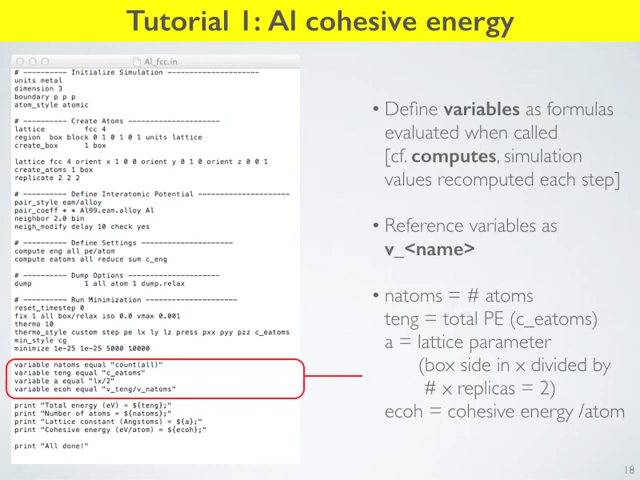 Tutorial 1: Al cohesive energy
Al_fcc.in
# ---------- Initialize Simulation ---------------------
units metal
dimension 3
boundary p p p
atom_style atomic
# ---------- Create Atoms ---------------------
lattice fcc 4
region box block 0 1 0 1 0 1 units lattice
create_box 1 box
lattice fcc 4 orient x 1 0 0 orient y 0 1 0 orient z 0 0 1
create_atoms 1 box
replicate 2 2 2
# ---------- Define Interatomic Potential ---------------------
pair_style eam/alloy
pair_coeff * * Al99.eam.alloy Al
neighbor 2.0 bin
neigh_modify delay 10 check yes
# ---------- Define Settings ---------------------
compute eng all pe/atom
compute eatoms all reduce sum c_eng
# ---------- Dump Options ---------------------
dump 1 all atom 1 dump.relax
# ---------- Run Minimization ---------------------
reset_timestep 0
fix 1 all box/relax iso 0.0 vmax 0.001
thermo 10
thermo_style custom step pe lx ly lz press pxx pyy pzz c_eatoms
min_style cg
minimize 1e-25 1e-25 5000 10000
variable natoms equal "count(all)"
variable teng equal "c_eatoms"
variable a equal "lx/2"
variable ecoh equal "v_teng/v_natoms"
print "Total energy (eV) = ${teng};"
print "Number of atoms = ${natoms};"
print "Lattice constant (Angstoms) = ${a};"
print "Cohesive energy (eV/atom) = ${ecoh};"
print "All done!"
• Define variables as formulas
evaluated when called
[cf. computes, simulation
values recomputed each step]
• Reference variables as
v_<name>
• natoms = # atoms
teng = total PE (c_eatoms)
a = lattice parameter
(box side in x divided by
# x replicas = 2)
ecoh = cohesive energy /atom
18